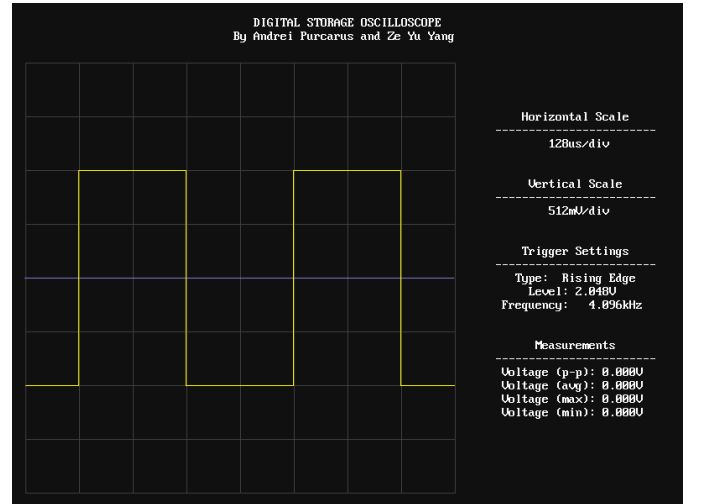 DIGITAL STORAGE OSCILLOSCOPE
By Andrei Purcarus and Ze Yu Yang
Horizontal Scale
-----------------------
128us/div
Vertical Scale
-----------------------
512mV/div
Trigger Settings
-----------------------
Type: Rising Edge
Level: 2.048V
Frequency: 4.096kHz
Measurements
-----------------------
Voltage (p-p): 0.000V
Voltage (avg): 0.000V
Voltage (max): 0.000V
Voltage (min): 0.000V